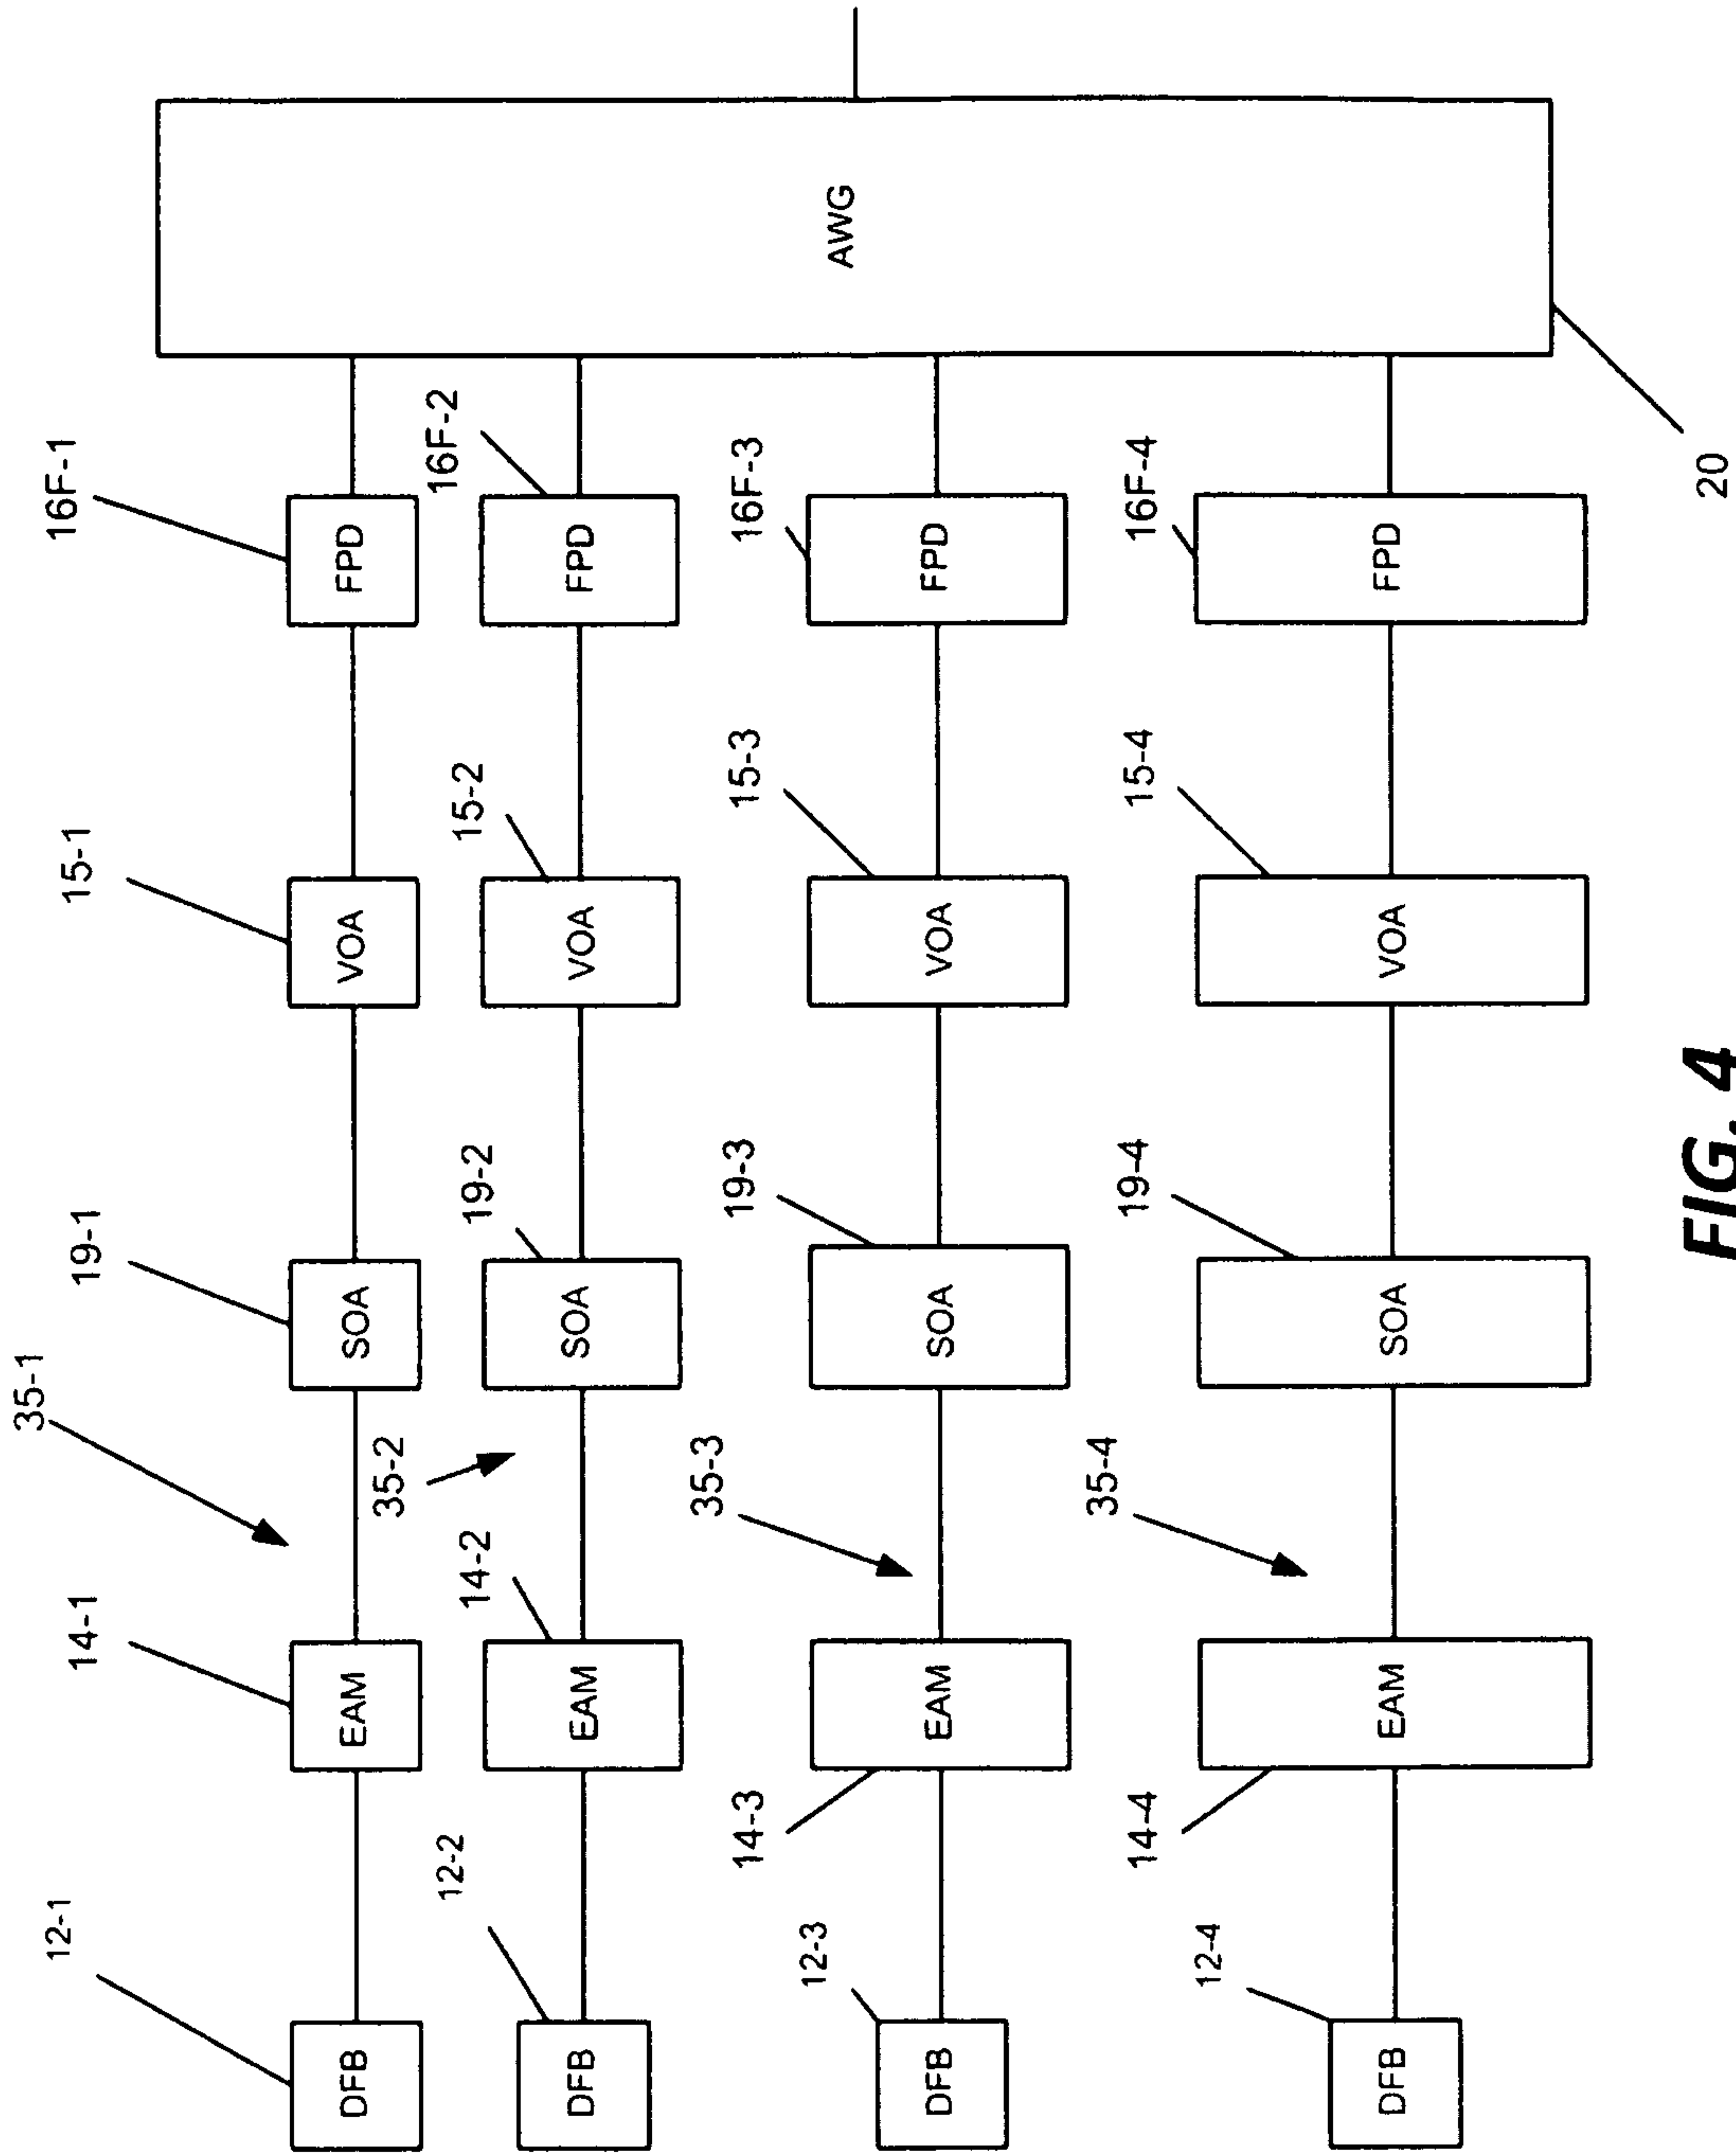 16F-1
FPD
16F-2
FPD
16F-3
FPD
16F-4
FPD
AWG
20
15-1
VOA
15-2
VOA
15-3
VOA
15-4
VOA
19-1
SOA
19-2
SOA
19-3
SOA
19-4
SOA
35-1
35-2
35-3
35-4
14-1
EAM
14-2
EAM
14-3
EAM
14-4
EAM
12-1
DFB
12-2
DFB
12-3
DFB
12-4
DFB
FIG. 4